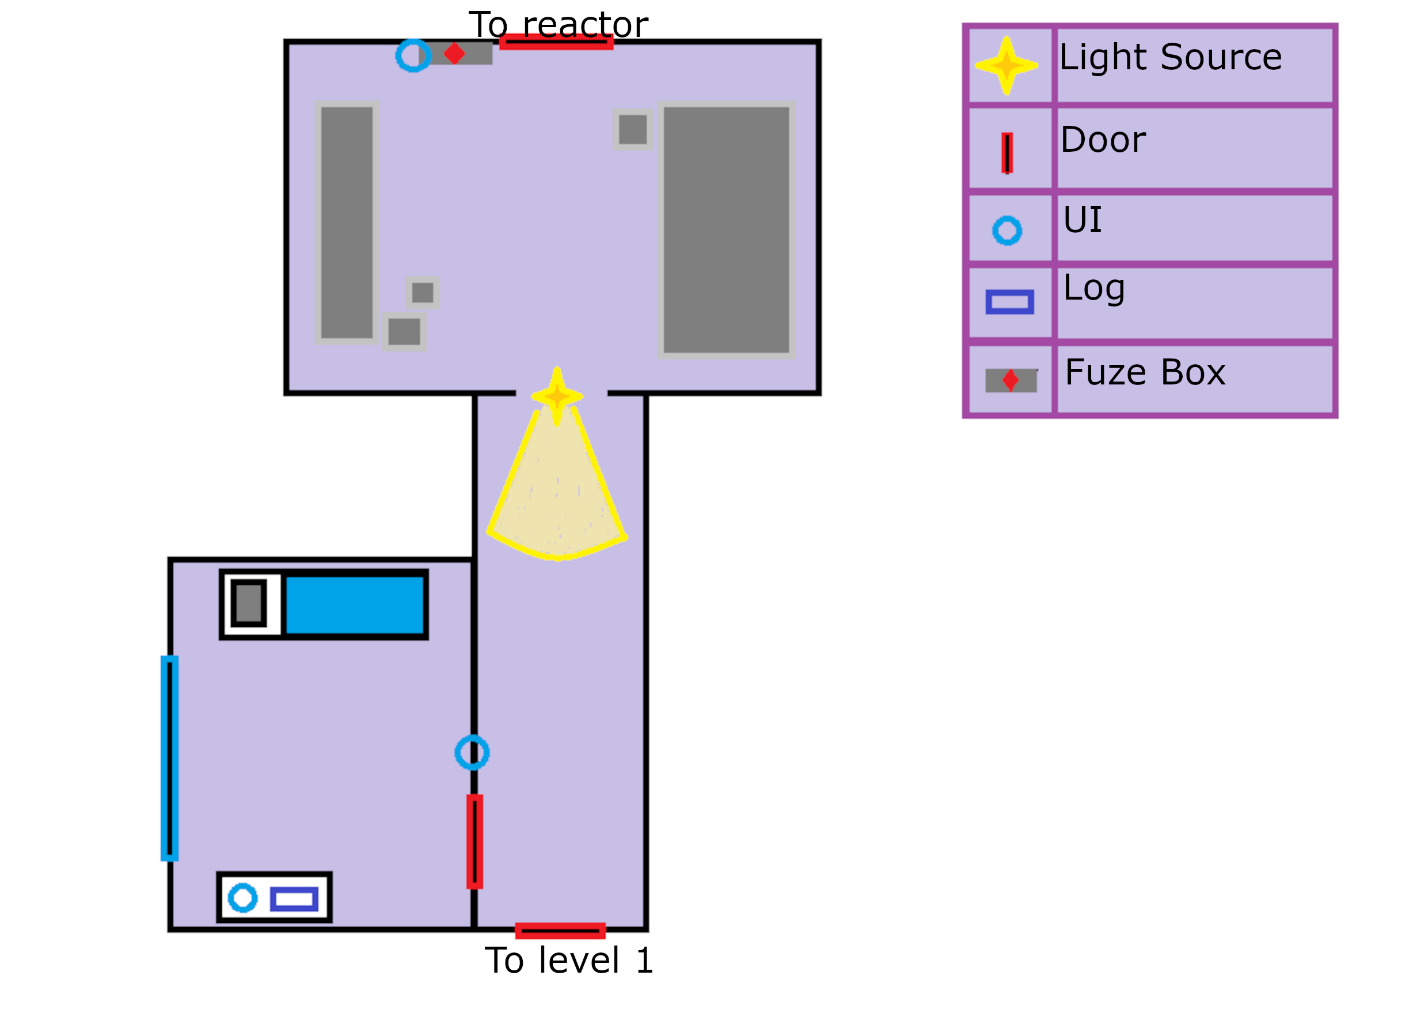 To reactor
Light Source
Door
UI
Log
Fuze Box
To level 1